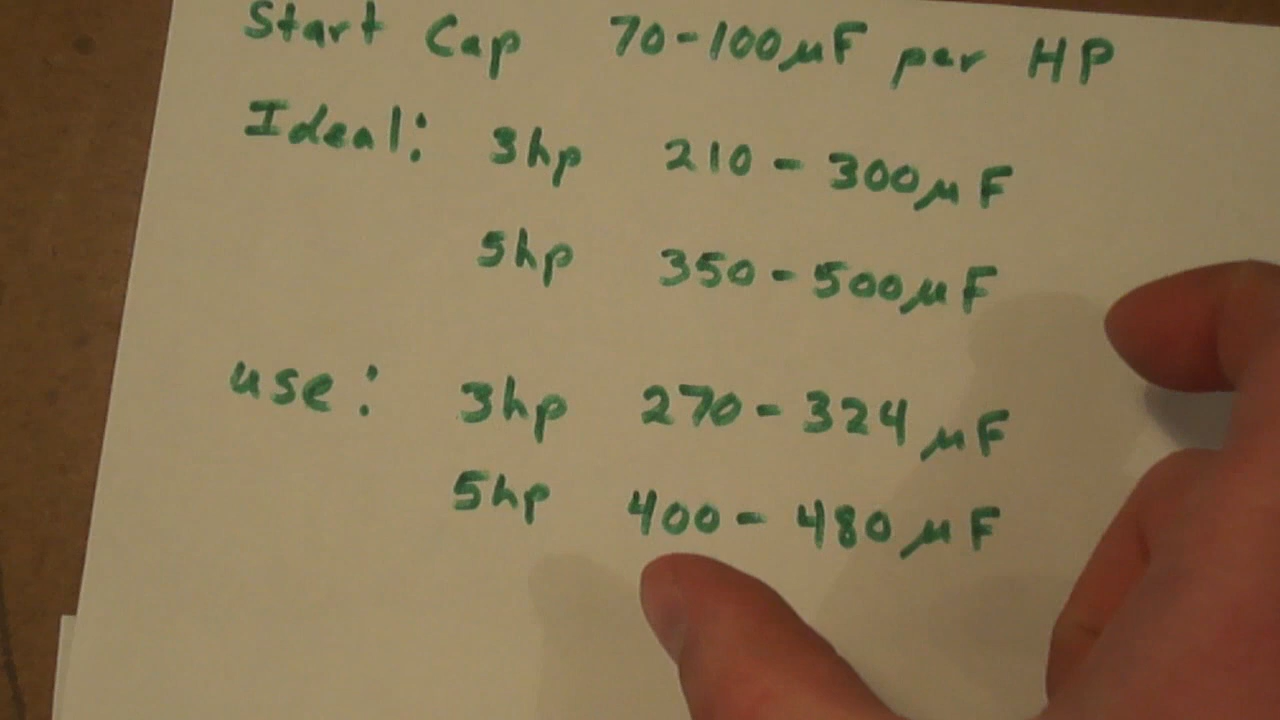 Start Cap 70-100µF per HP
Ideal: 3hp 210-300µF
5hp 350-500µF
use: 3hp 270-324µF
5hp 400-480µF